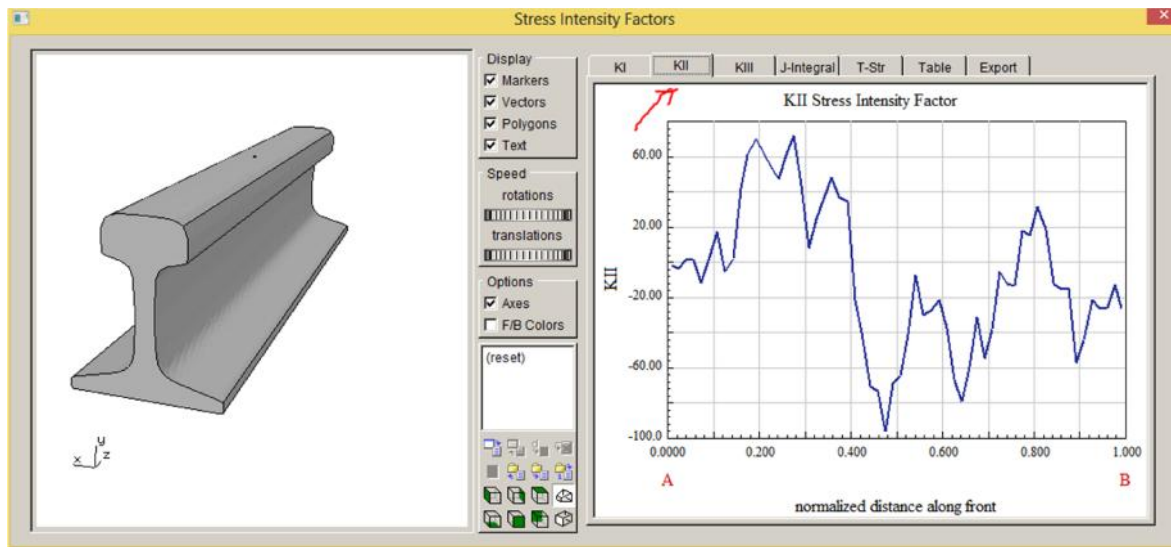 Stress Intensity Factors
x
Display
Markers
Vectors
Polygons
Text
Speed
rotations
translations
Options
Axes
F/B Colors
(reset)
y
x z
KI KII KIII J-Integral T-Str Table Export
KII Stress Intensity Factor
60.00
20.00
-20.00
-60.00
-100.0
KII
0.0000 0.200 0.400 0.600 0.800 1.000
A B
normalized distance along front